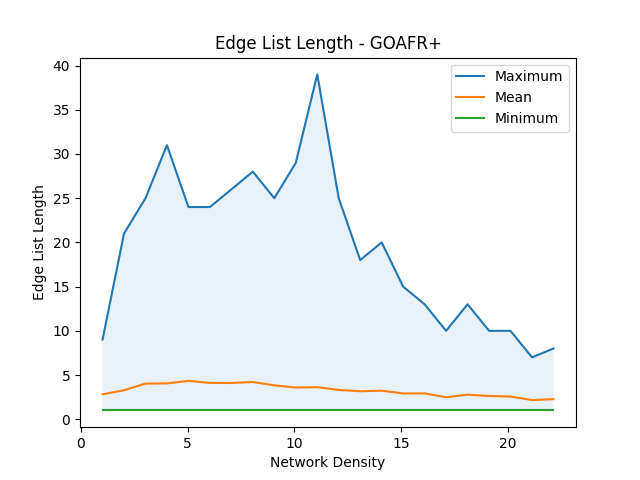 Edge List Length - GOAFR+
Maximum
Mean
Minimum
Edge List Length
40
35
30
25
20
15
10
5
0
0 5 10 15 20
Network Density